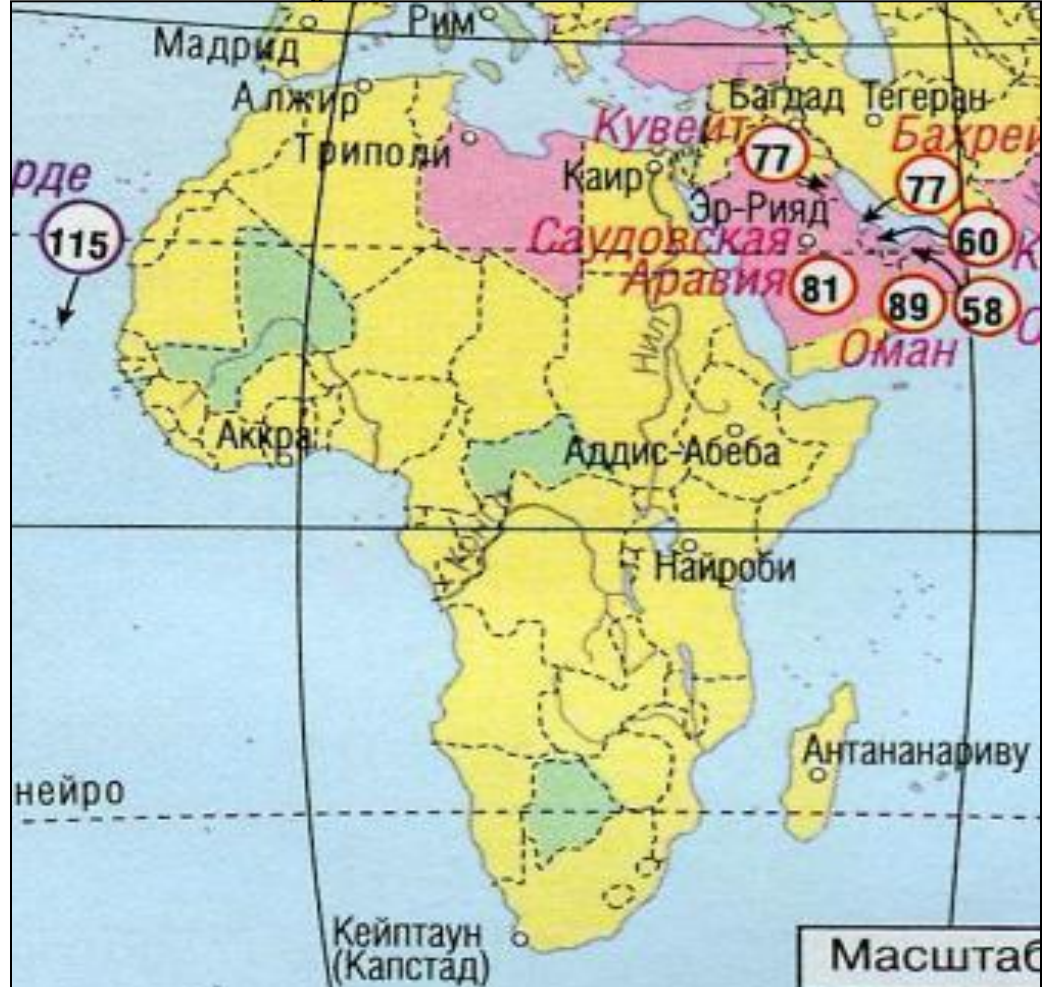 Рим
Мадрид
Алжир
Багдад Тегеран
Кувейт
Бахрей
Триполи
77
Каир
рде
77
Эр-Рияд
115
Саудовская
60
К
Аравия
81
89
58
О
Нил
Оман
Аккра
Аддис-Абеба
Конго
Найроби
Антананариву
нейро
Кейптаун
(Капстад)
Масштаб